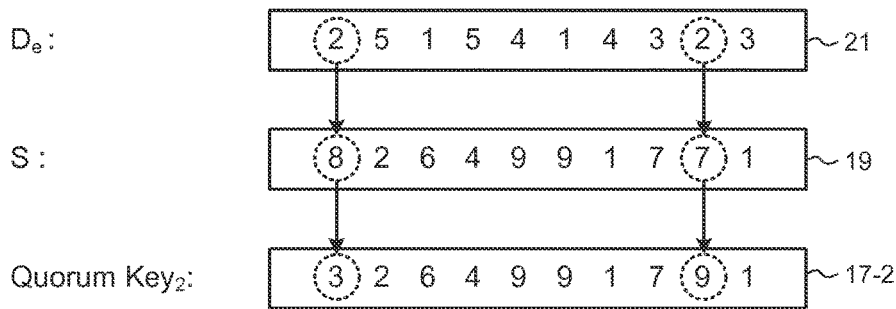 Dₑ: 2 5 1 5 4 1 4 3 2 3 21
S : 8 2 6 4 9 9 1 7 7 1 19
Quorum Key₂: 3 2 6 4 9 9 1 7 9 1 17-2